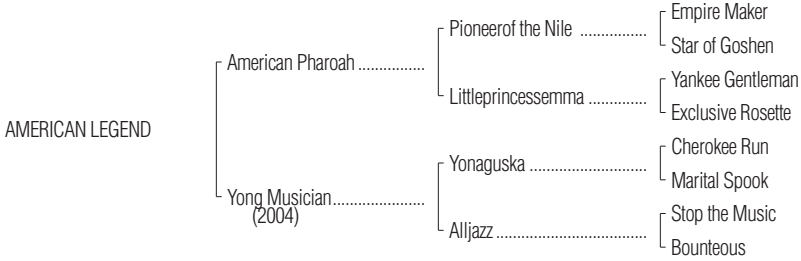 Empire Maker
Pioneerof the Nile ................
Star of Goshen
American Pharoah ................
Yankee Gentleman
Littleprincessemma ..............
Exclusive Rosette
AMERICAN LEGEND
Cherokee Run
Yonaguska ............................
Marital Spook
Yong Musician......................
(2004)
Stop the Music
Alljazz ....................................
Bounteous